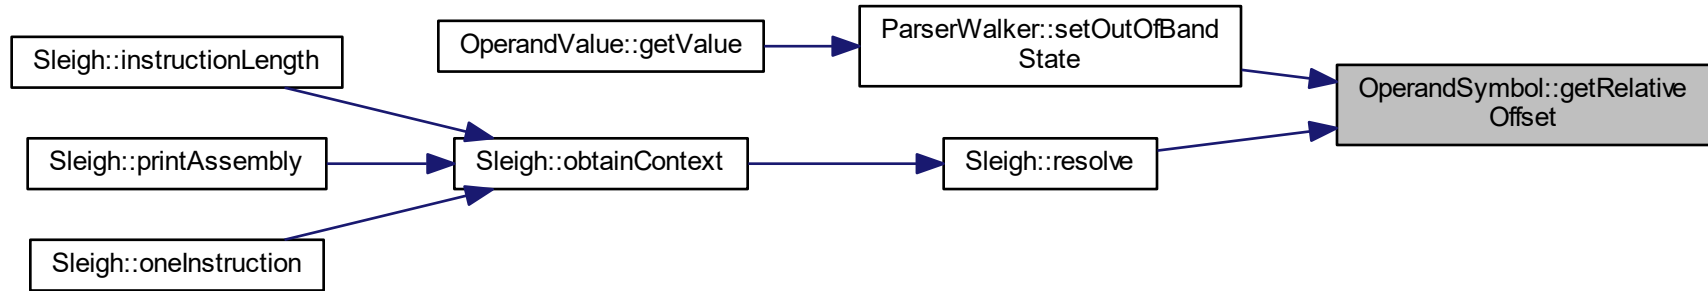 Sleigh::instructionLength
Sleigh::printAssembly
Sleigh::oneInstruction
OperandValue::getValue
Sleigh::obtainContext
ParserWalker::setOutOfBand
State
Sleigh::resolve
OperandSymbol::getRelative
Offset